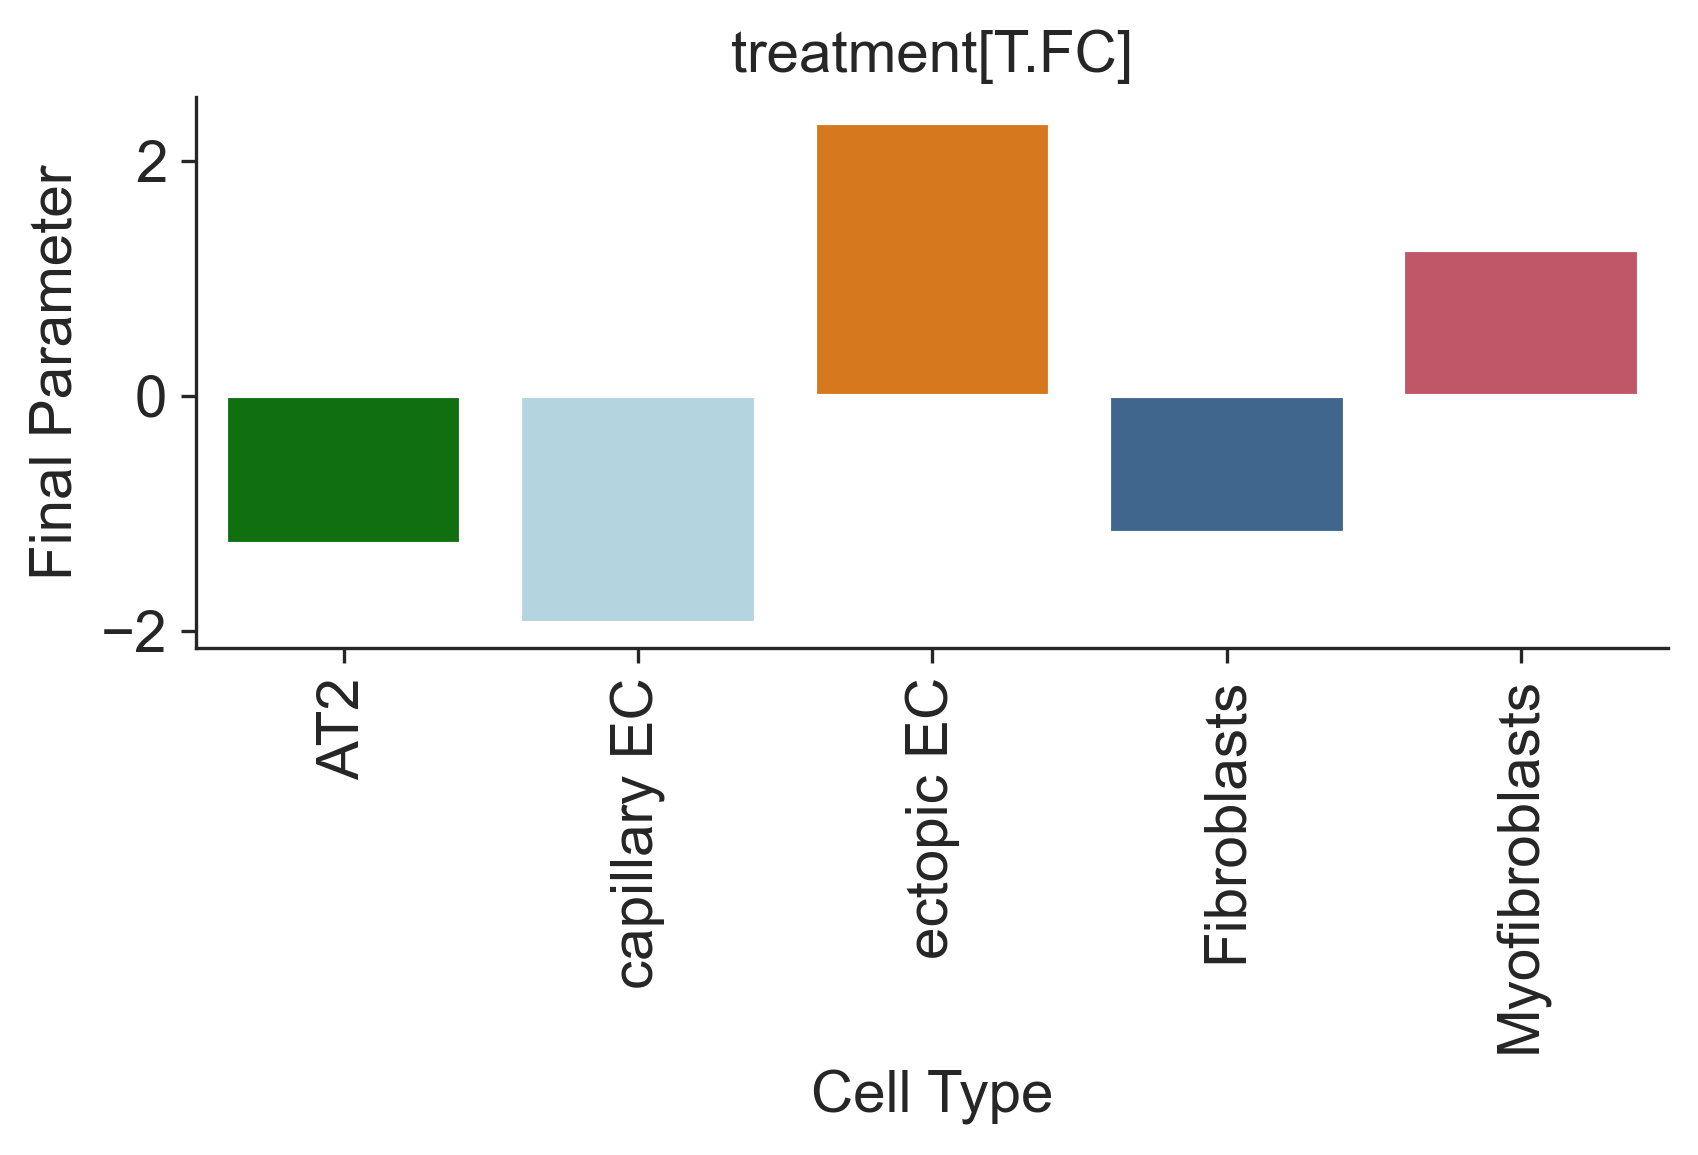 treatment[T.FC]
Final Parameter
2
0
−2
AT2
capillary EC
ectopic EC
Fibroblasts
Myofibroblasts
Cell Type